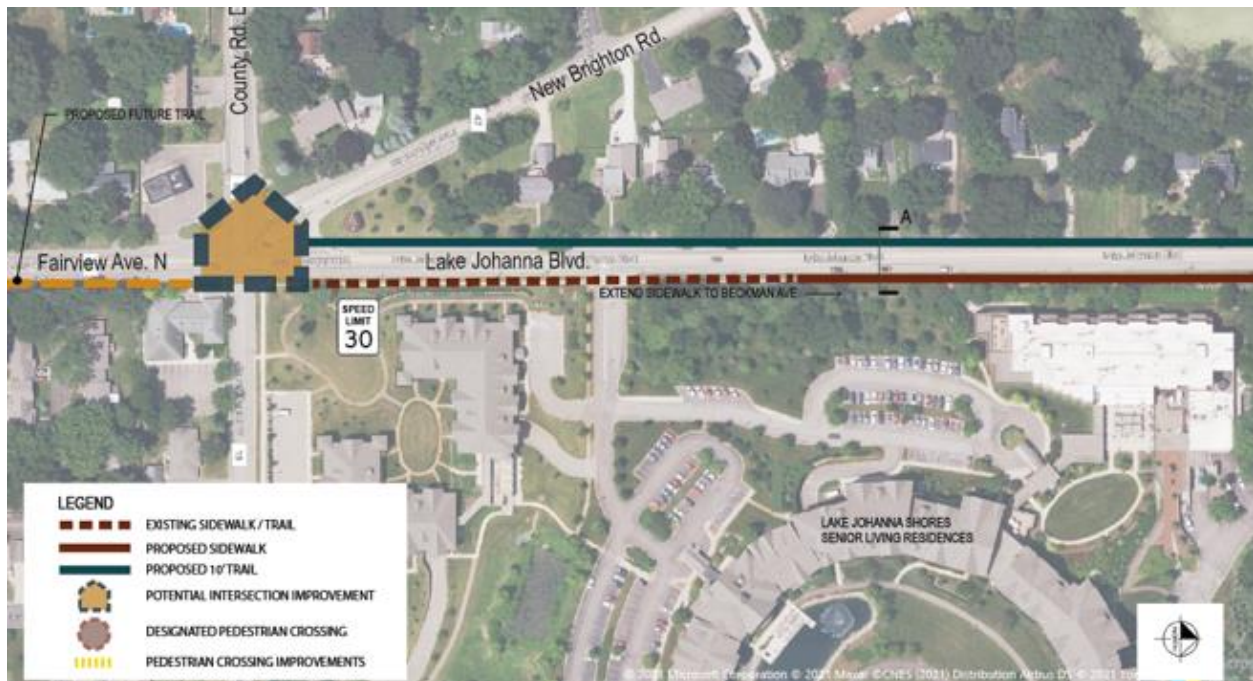 County Rd. D
New Brighton Rd.
PROPOSED FUTURE TRAIL
47
A
Fairview Ave. N
Lake Johanna Blvd.
EXTEND SIDEWALK TO BECKMAN AVE
SPEED
LIMIT
30
LEGEND
EXISTING SIDEWALK / TRAIL
PROPOSED SIDEWALK
PROPOSED 10' TRAIL
POTENTIAL INTERSECTION IMPROVEMENT
DESIGNATED PEDESTRIAN CROSSING
PEDESTRIAN CROSSING IMPROVEMENTS
LAKE JOHANNA SHORES
SENIOR LIVING RESIDENCES
© 2021 Microsoft Corporation © 2021 Maxar ©CNES (2021) Distribution Airbus DS © 2021